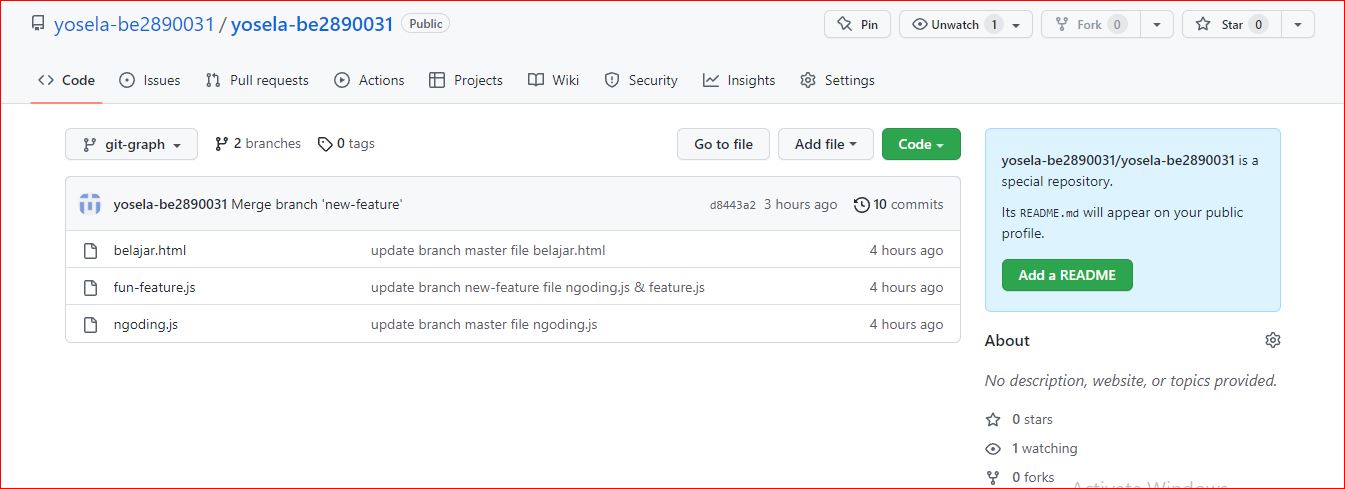 yosela-be2890031 / yosela-be2890031 Public
Pin Unwatch 1 Fork 0 Star 0
Code Issues Pull requests Actions Projects Wiki Security Insights Settings
git-graph 2 branches 0 tags Go to file Add file Code
yosela-be2890031 Merge branch 'new-feature' d8443a2 3 hours ago 10 commits
belajar.html update branch master file belajar.html 4 hours ago
fun-feature.js update branch new-feature file ngoding.js & feature.js 4 hours ago
ngoding.js update branch master file ngoding.js 4 hours ago
yosela-be2890031/yosela-be2890031 is a
special repository.
Its README.md will appear on your public
profile.
Add a README
About
No description, website, or topics provided.
0 stars
1 watching
0 forks
Activate Windows